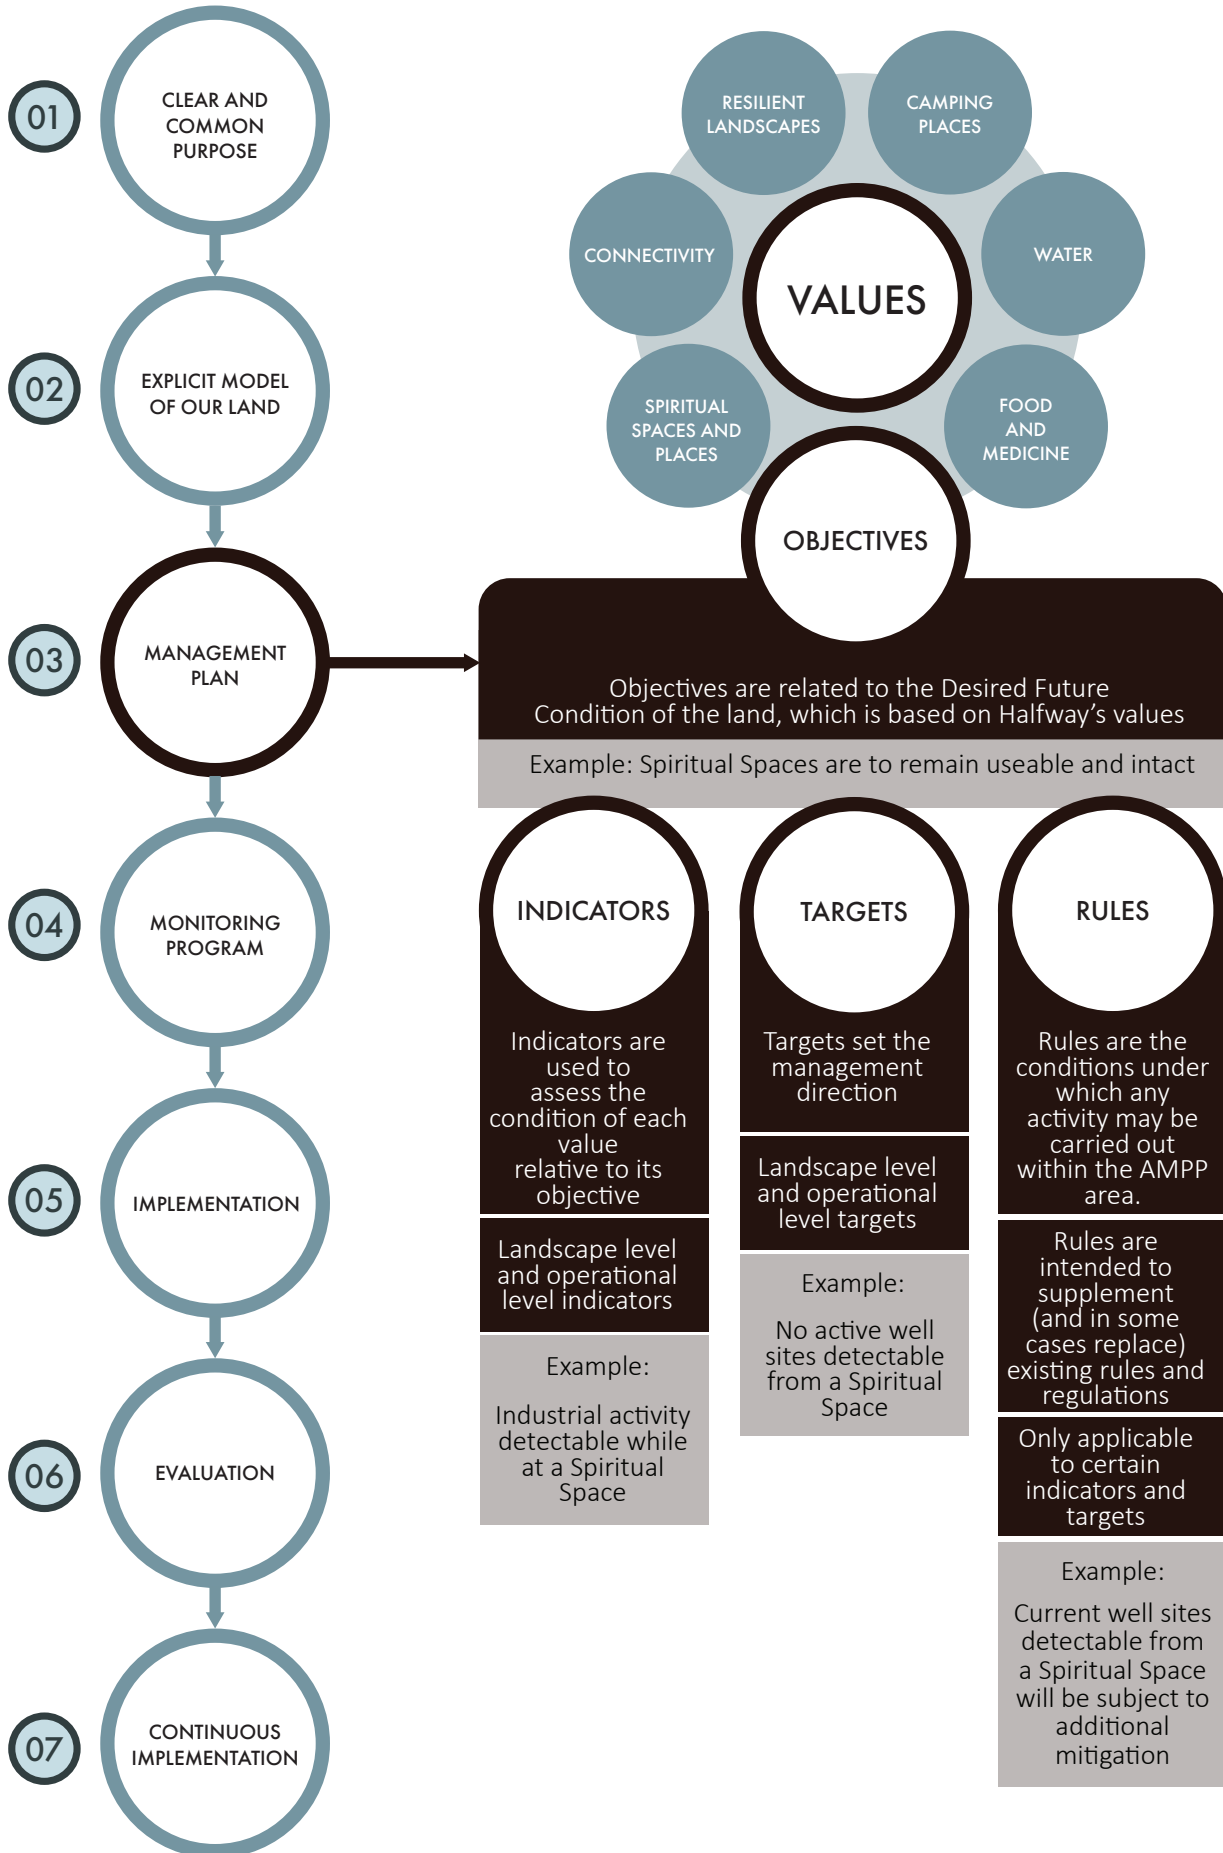 01
CLEAR AND
COMMON
PURPOSE
02
EXPLICIT MODEL
OF OUR LAND
03
MANAGEMENT
PLAN
04
MONITORING
PROGRAM
05
IMPLEMENTATION
06
EVALUATION
07
CONTINUOUS
IMPLEMENTATION
RESILIENT
LANDSCAPES
CAMPING
PLACES
CONNECTIVITY
WATER
VALUES
SPIRITUAL
SPACES AND
PLACES
FOOD
AND
MEDICINE
OBJECTIVES
Objectives are related to the Desired Future
Condition of the land, which is based on Halfway’s values
Example: Spiritual Spaces are to remain useable and intact
INDICATORS
Indicators are
used to
assess the
condition of each
value
relative to its
objective
Landscape level
and operational
level indicators
Example:
Industrial activity
detectable while
at a Spiritual
Space
TARGETS
Targets set the
management
direction
Landscape level
and operational
level targets
Example:
No active well
sites detectable
from a Spiritual
Space
RULES
Rules are the
conditions under
which any
activity may be
carried out
within the AMPP
area.
Rules are
intended to
supplement
(and in some
cases replace)
existing rules and
regulations
Only applicable
to certain
indicators and
targets
Example:
Current well sites
detectable from
a Spiritual Space
will be subject to
additional
mitigation